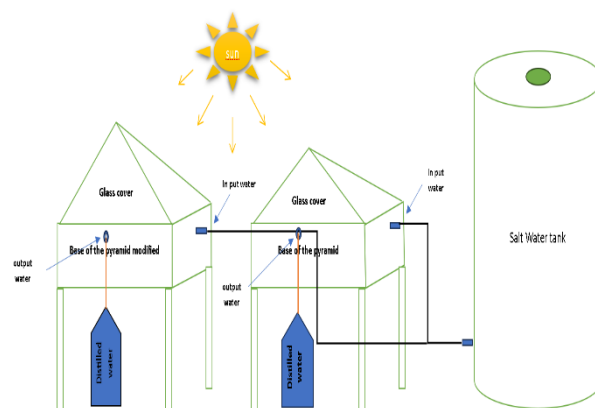 sun
Glass cover
In put water
Base of the pyramid modified
output
water
Distilled water
Glass cover
In put
water
Base of the pyramid
output
water
Distilled
water
Salt Water tank